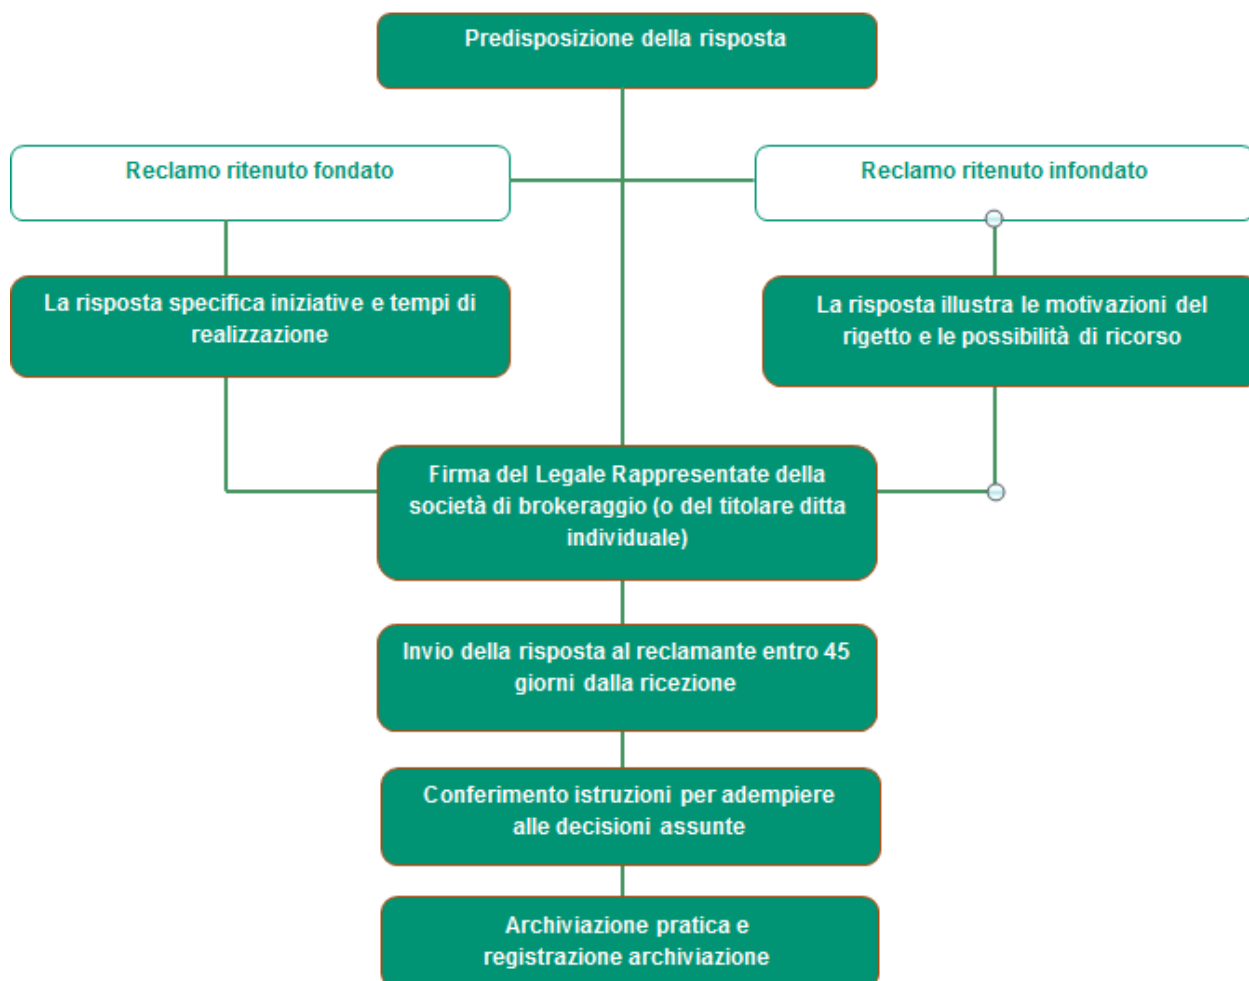 Predisposizione della risposta
Reclamo ritenuto fondato
Reclamo ritenuto infondato
La risposta specifica iniziative e tempi di
realizzazione
La risposta illustra le motivazioni del
rigetto e le possibilità di ricorso
Firma del Legale Rappresentate della
società di brokeraggio (o del titolare ditta
individuale)
Invio della risposta al reclamante entro 45
giorni dalla ricezione
Conferimento istruzioni per adempiere
alle decisioni assunte
Archiviazione pratica e
registrazione archiviazione